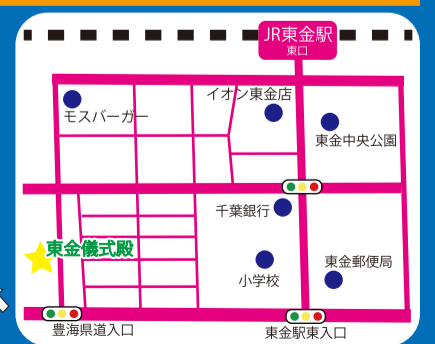 JR東金駅
東口
イオン東金店
モスバーガー
東金中央公園
千葉銀行
東金儀式殿
東金郵便局
小学校
豊海県道入口
東金駅東入口